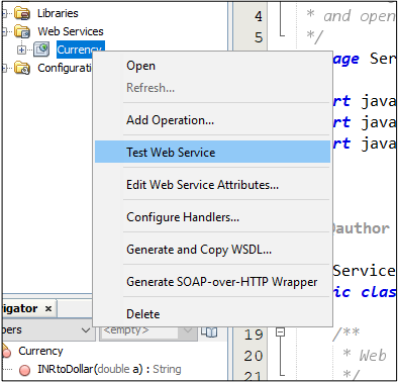 Libraries
Web Services
Currency
Configurati
Open
Refresh...
Add Operation...
Test Web Service
Edit Web Service Attributes...
Configure Handlers...
Generate and Copy WSDL...
Generate SOAP-over-HTTP Wrapper
Delete
4 * and open
5 */
age Ser
rt java
rt java
rt java
author
Service
ic clas
19 /**
20 * Web
21 */
igator ×
bers
<empty>
Currency
INRtoDollar(double a) : String